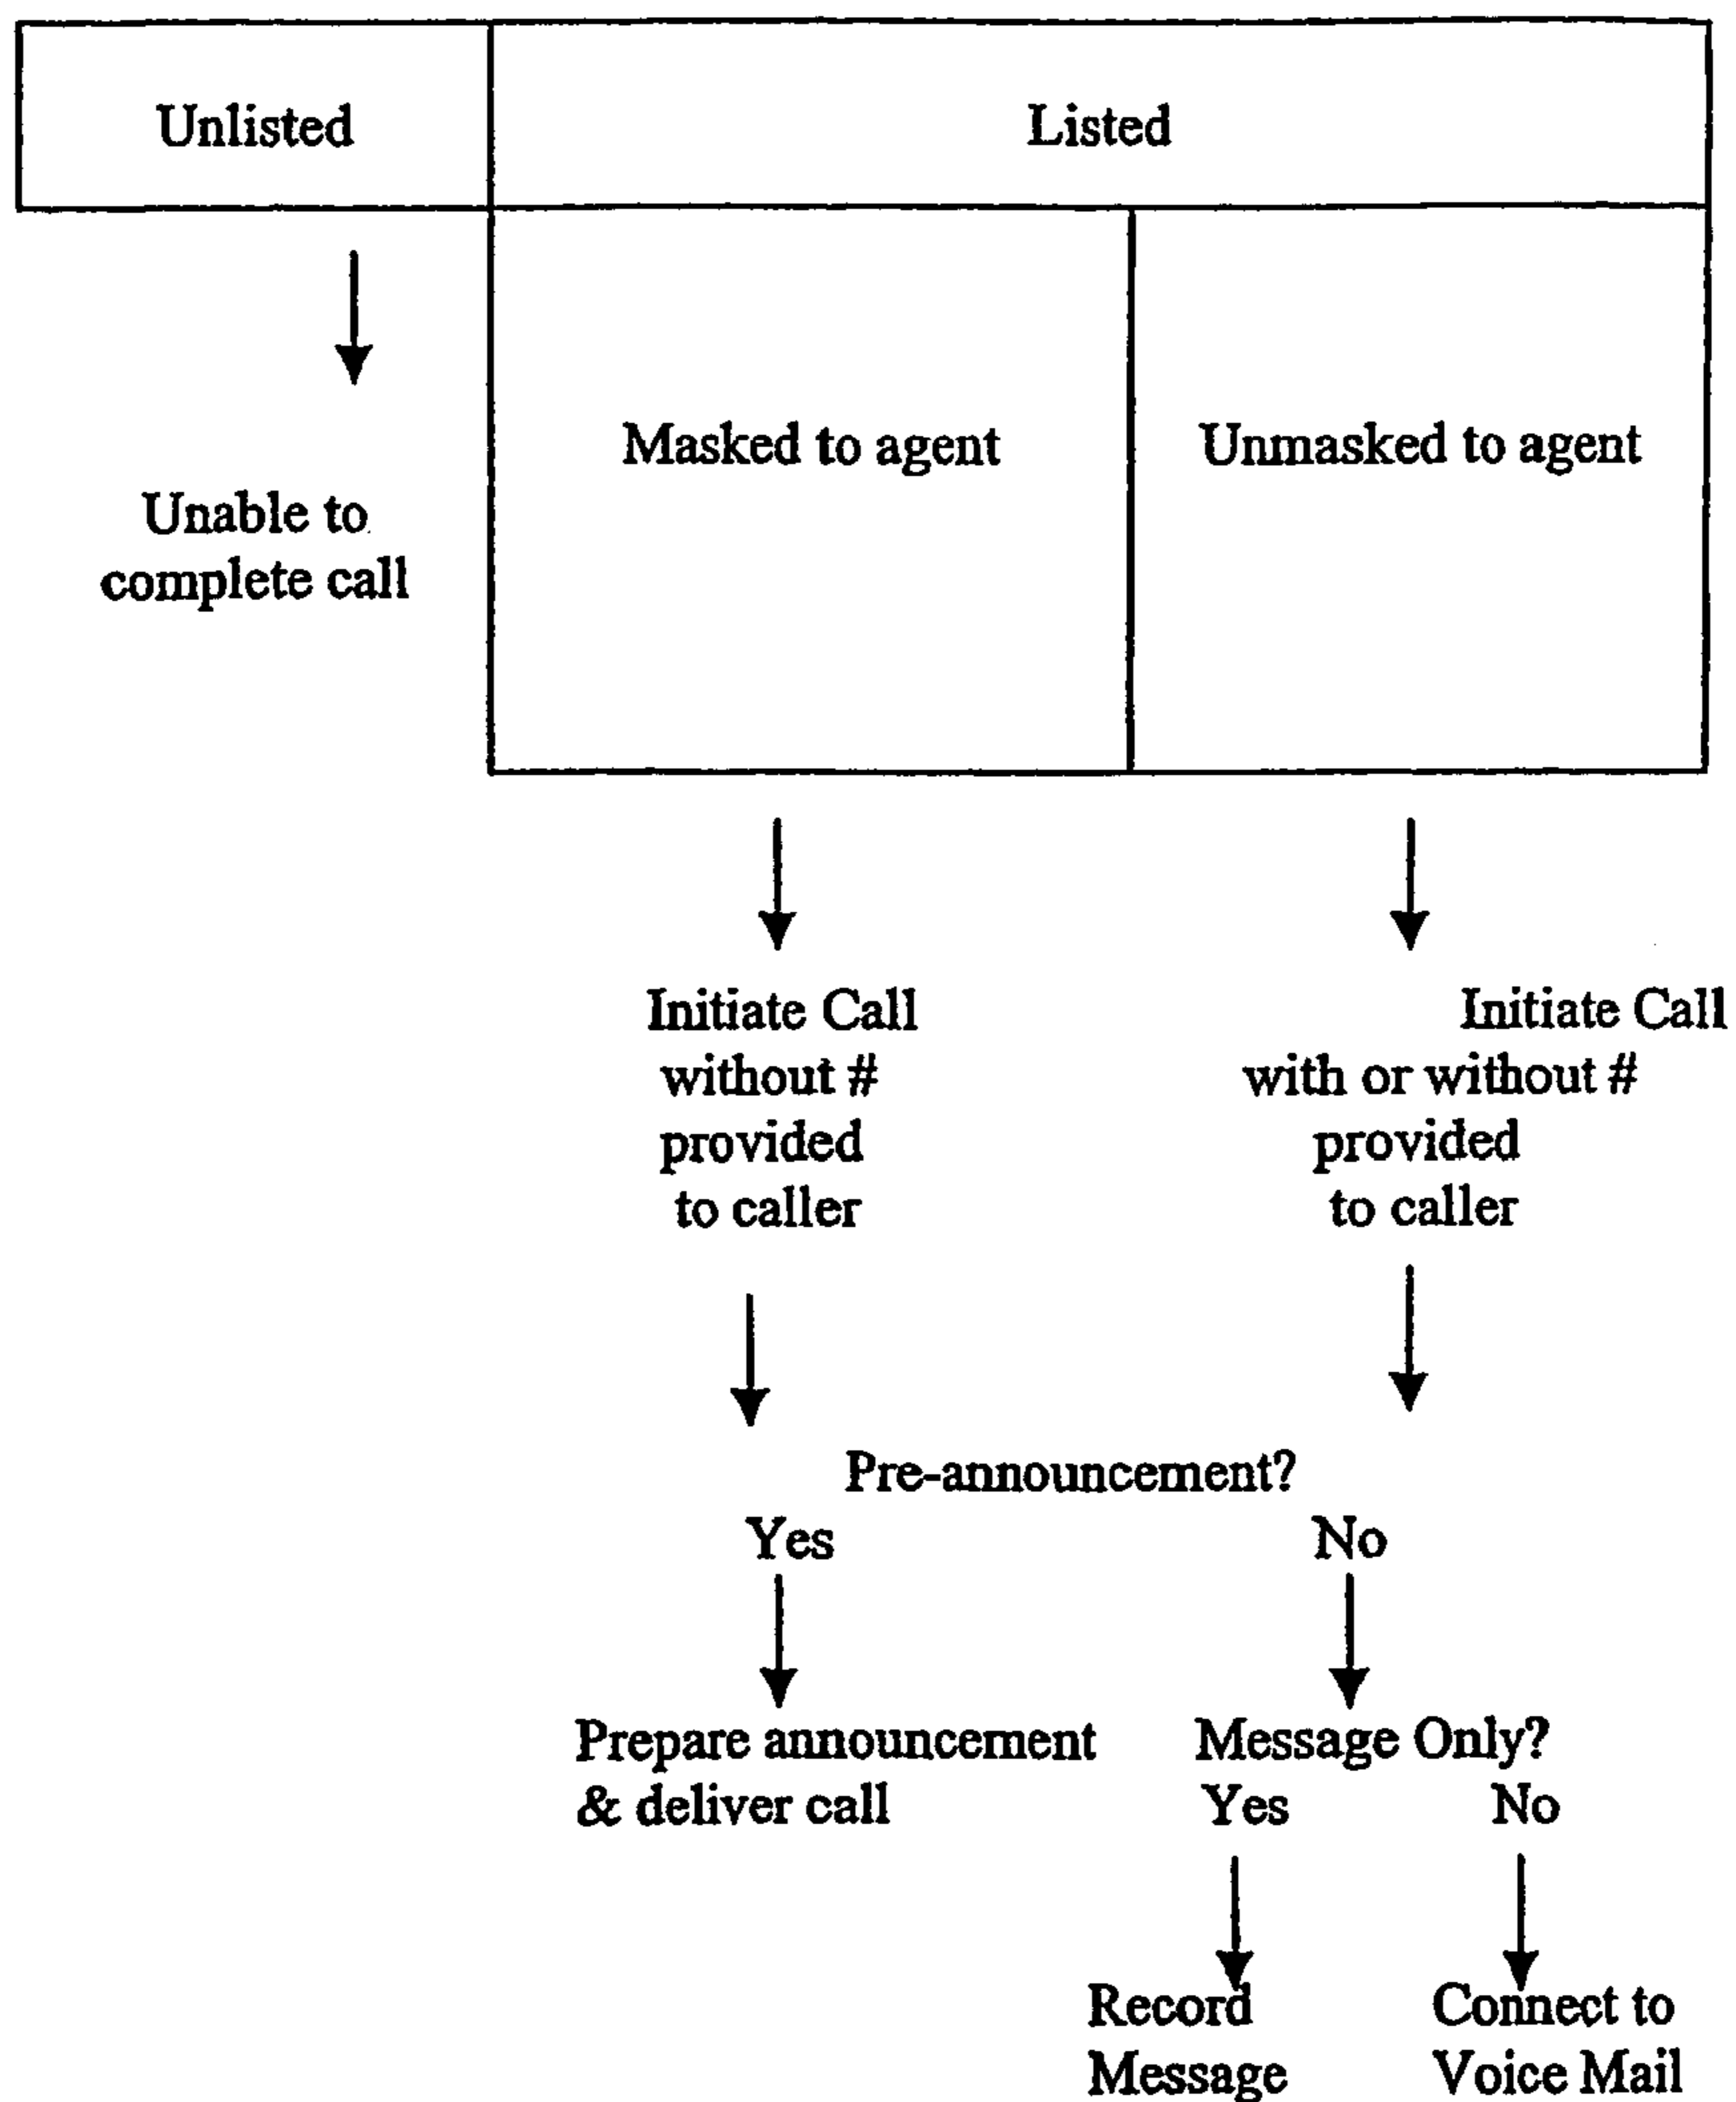 Unlisted
Listed
Masked to agent
Unmasked to agent
Unable to
complete call
Initiate Call
without #
provided
to caller
Initiate Call
with or without #
provided
to caller
Pre-announcement?
Yes
No
Prepare announcement
& deliver call
Message Only?
Yes
No
Record
Message
Connect to
Voice Mail